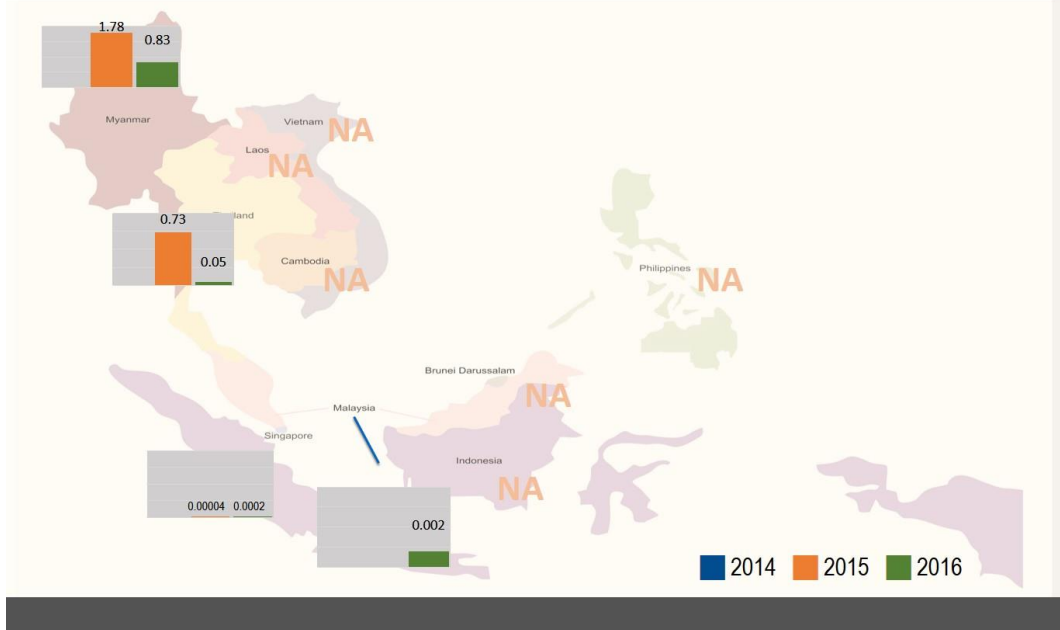 1.78
0.83
Myanmar
Vietnam
NA
Laos
NA
0.73
0.05
Cambodia
NA
Philippines
NA
Brunei Darussalam
NA
Malaysia
Singapore
Indonesia
NA
0.00004
0.0002
0.002
2014
2015
2016